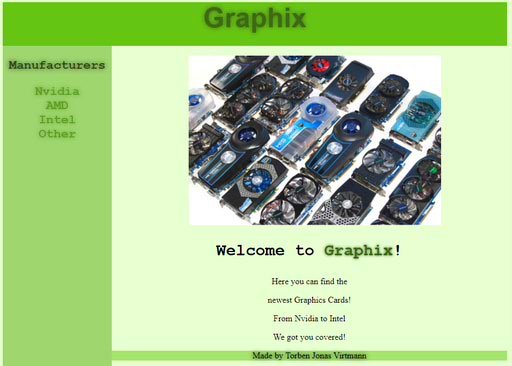 Graphix
Manufacturers
Nvidia
AMD
Intel
Other
Welcome to Graphix!
Here you can find the
newest Graphics Cards!
From Nvidia to Intel
We got you covered!
Made by Torben Jonas Virtmann